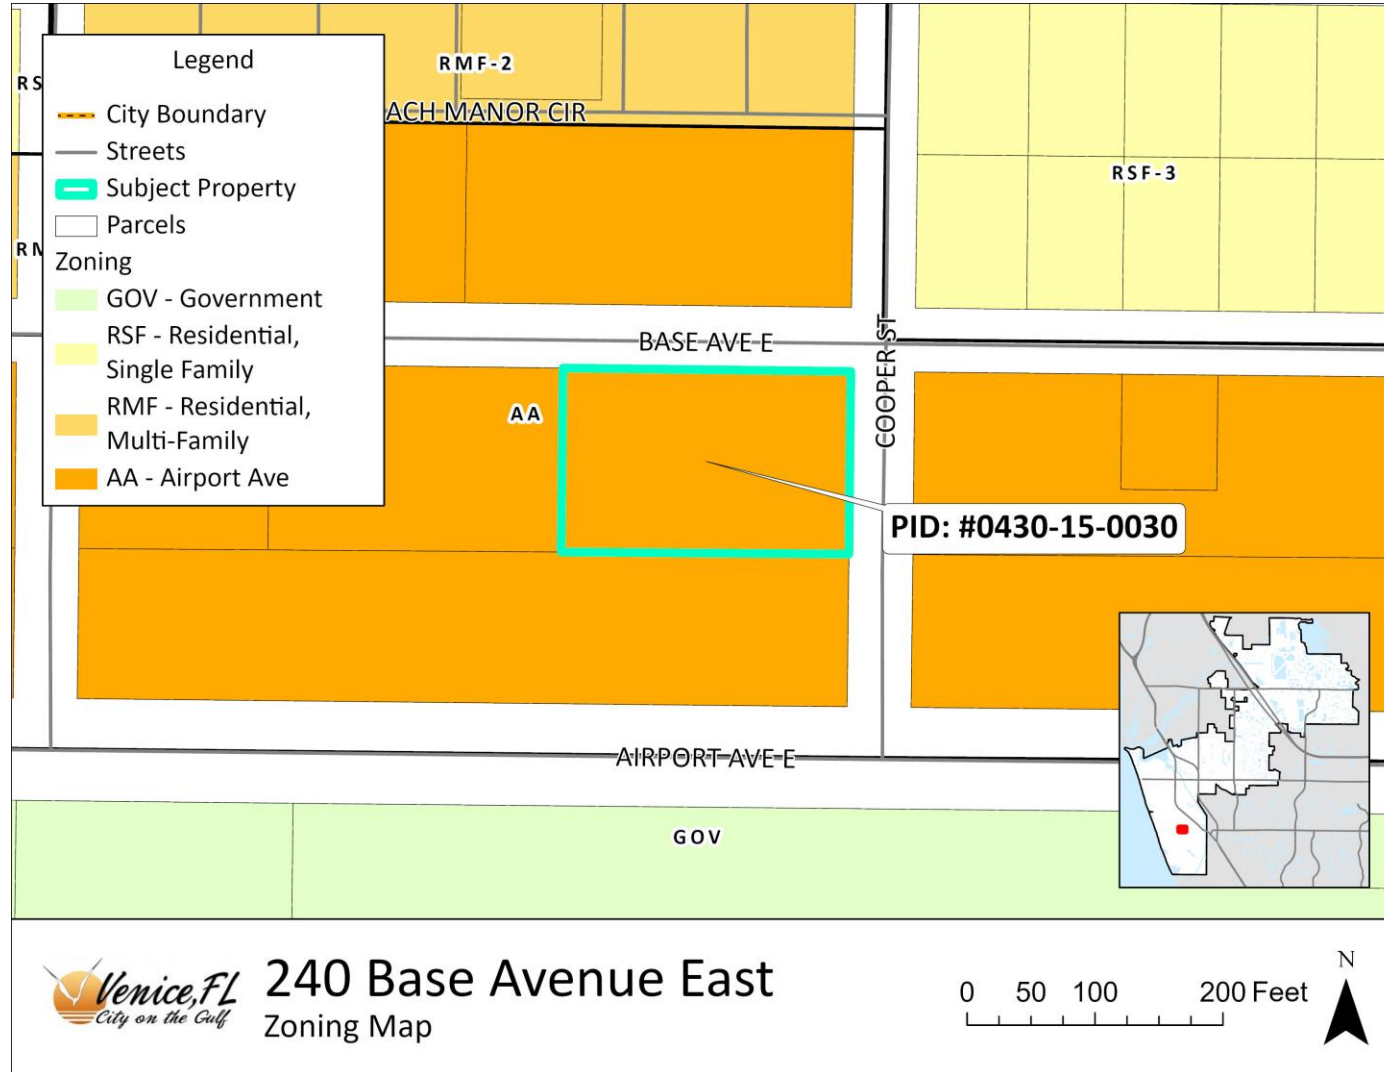 Legend
City Boundary
Streets
Subject Property
Parcels
Zoning
GOV - Government
RSF - Residential,
Single Family
RMF - Residential,
Multi-Family
AA - Airport Ave
RS
RM
RMF-2
ACH MANOR CIR
RSF-3
BASE AVE E
COOPER ST
AA
PID: #0430-15-0030
AIRPORT AVE E
GOV
Venice, FL
City on the Gulf
240 Base Avenue East
Zoning Map
0 50 100 200 Feet
N